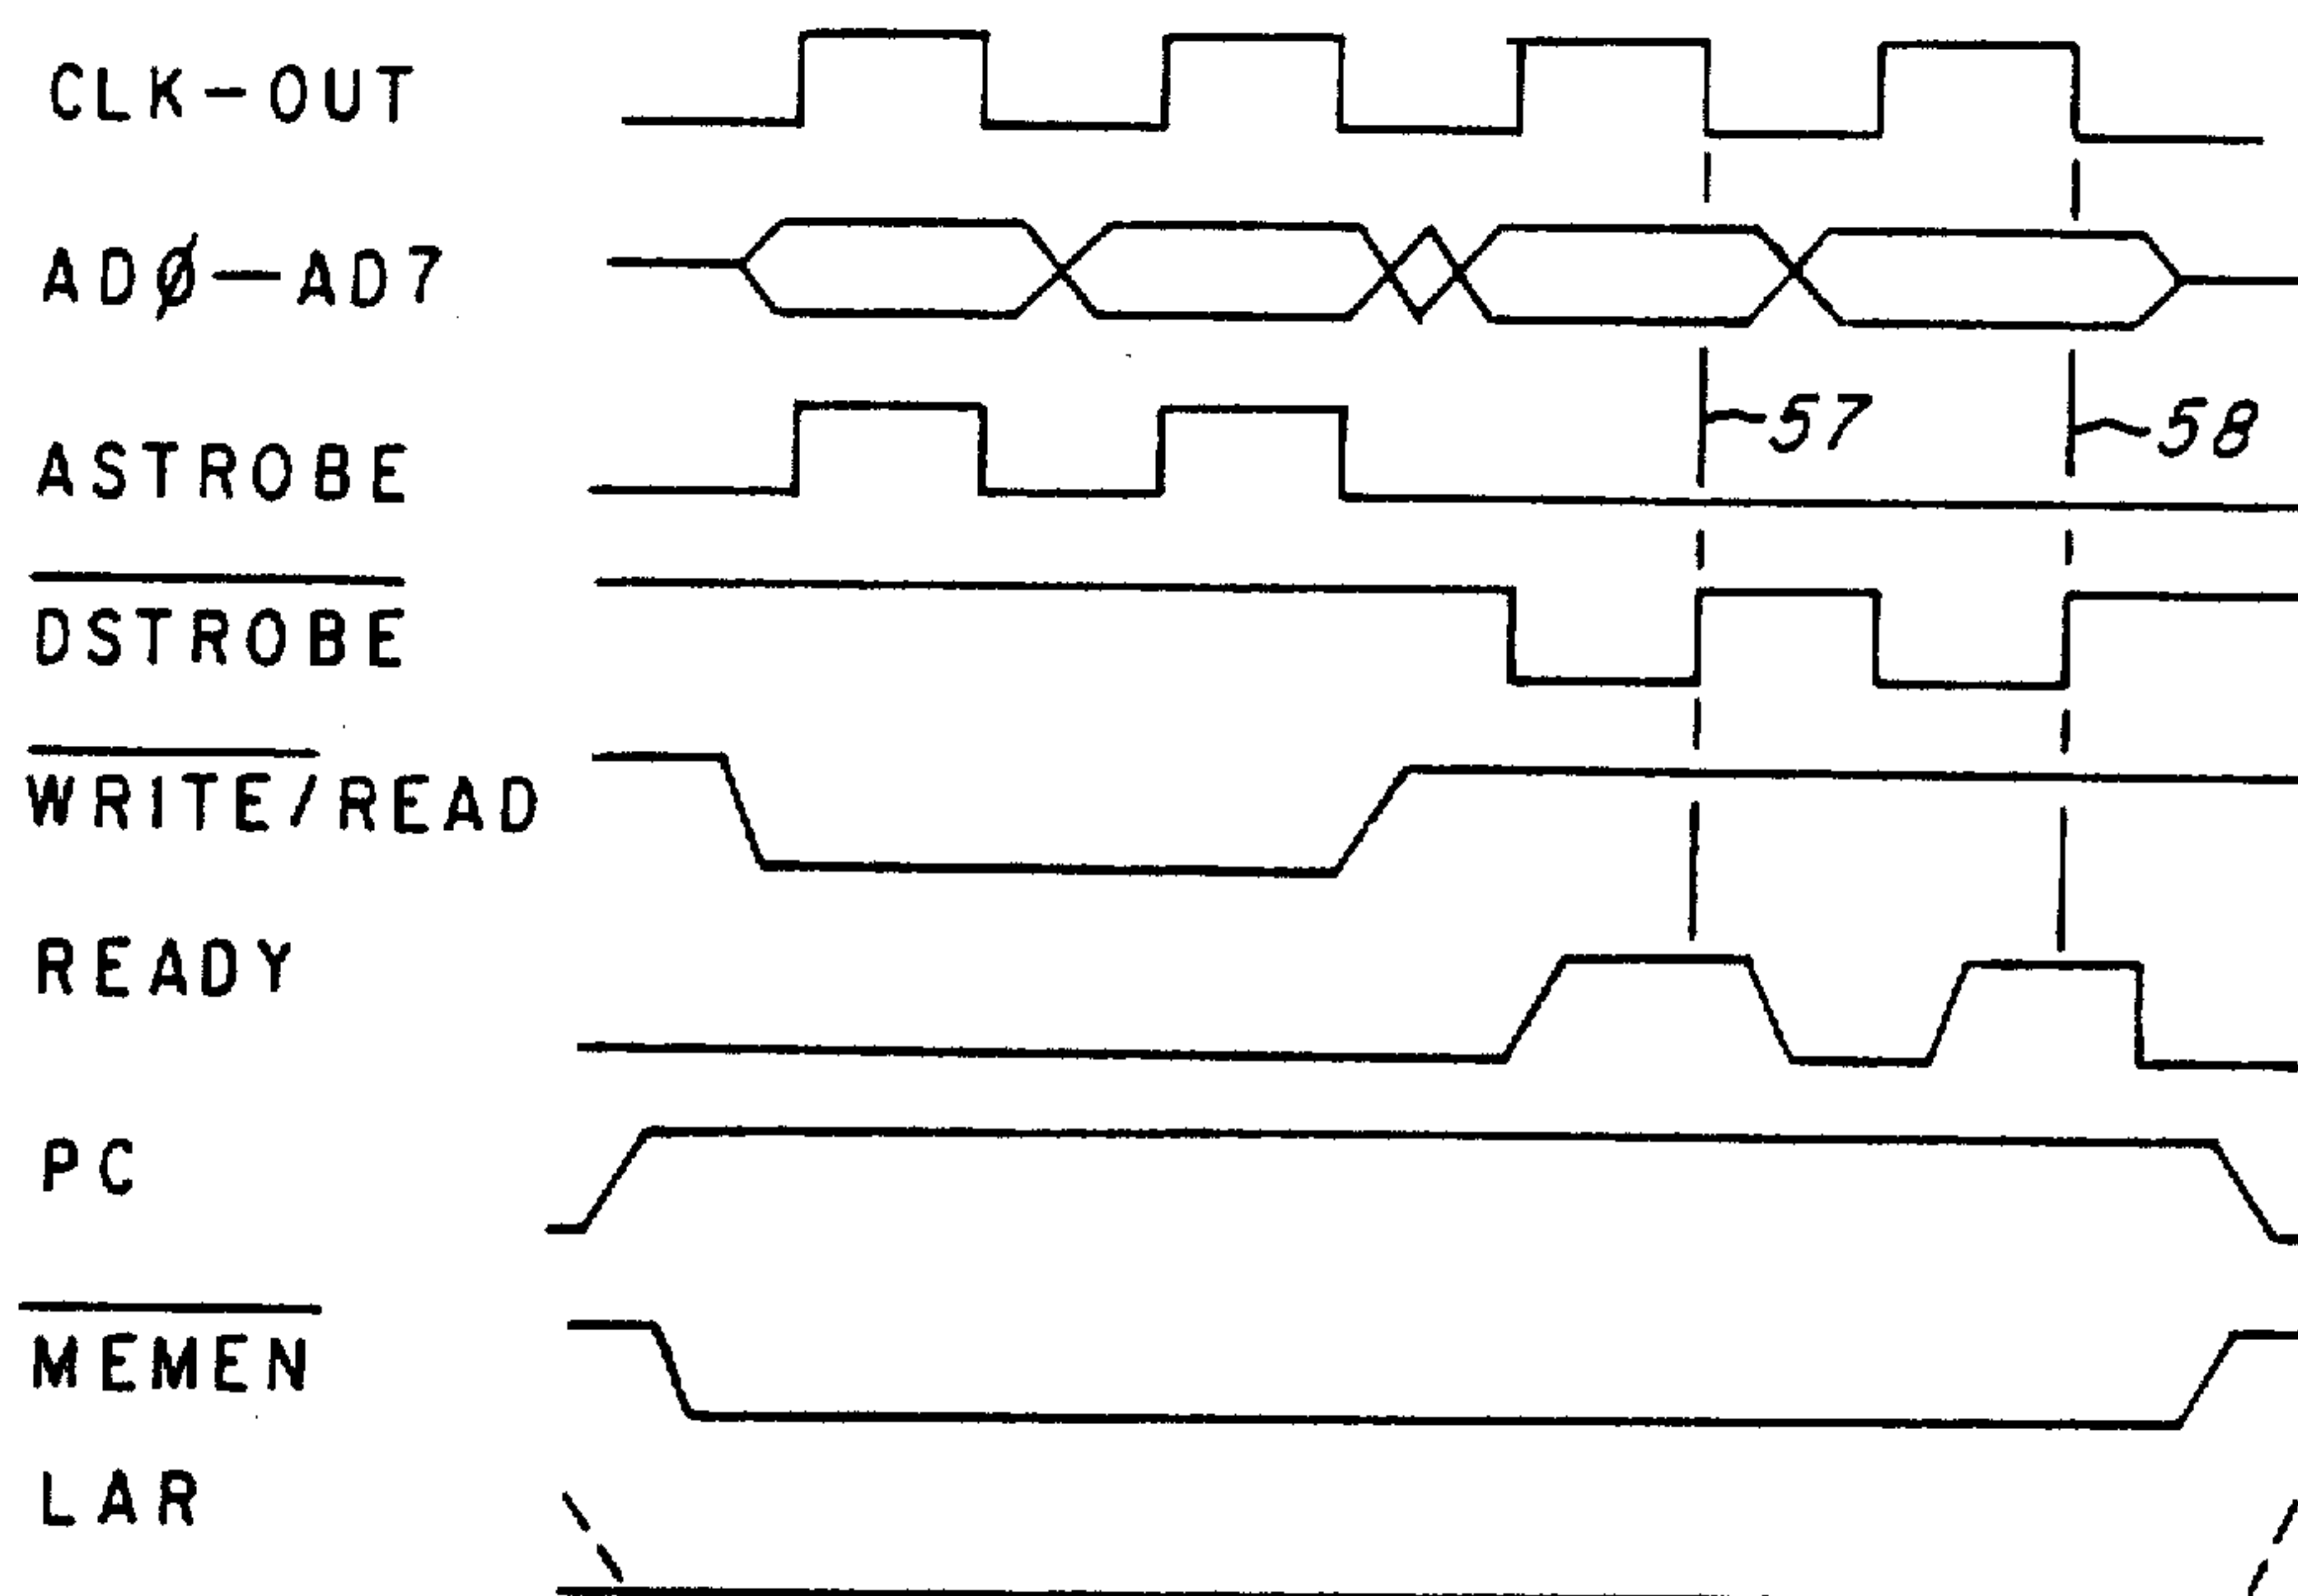 CLK-OUT
ADØ-AD7
57
58
ASTROBE
DSTROBE
WRITE/READ
READY
PC
MEMEN
LAR